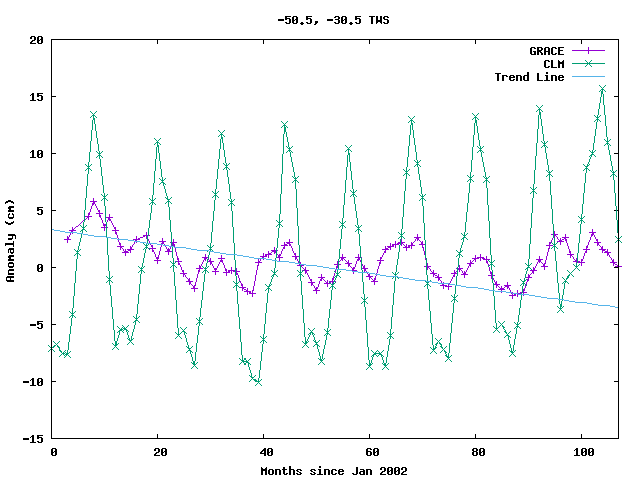 -50.5, -30.5 TWS
GRACE
CLM
Trend Line
20
15
10
5
0
-5
-10
-15
Anomaly (cm)
0 20 40 60 80 100
Months since Jan 2002